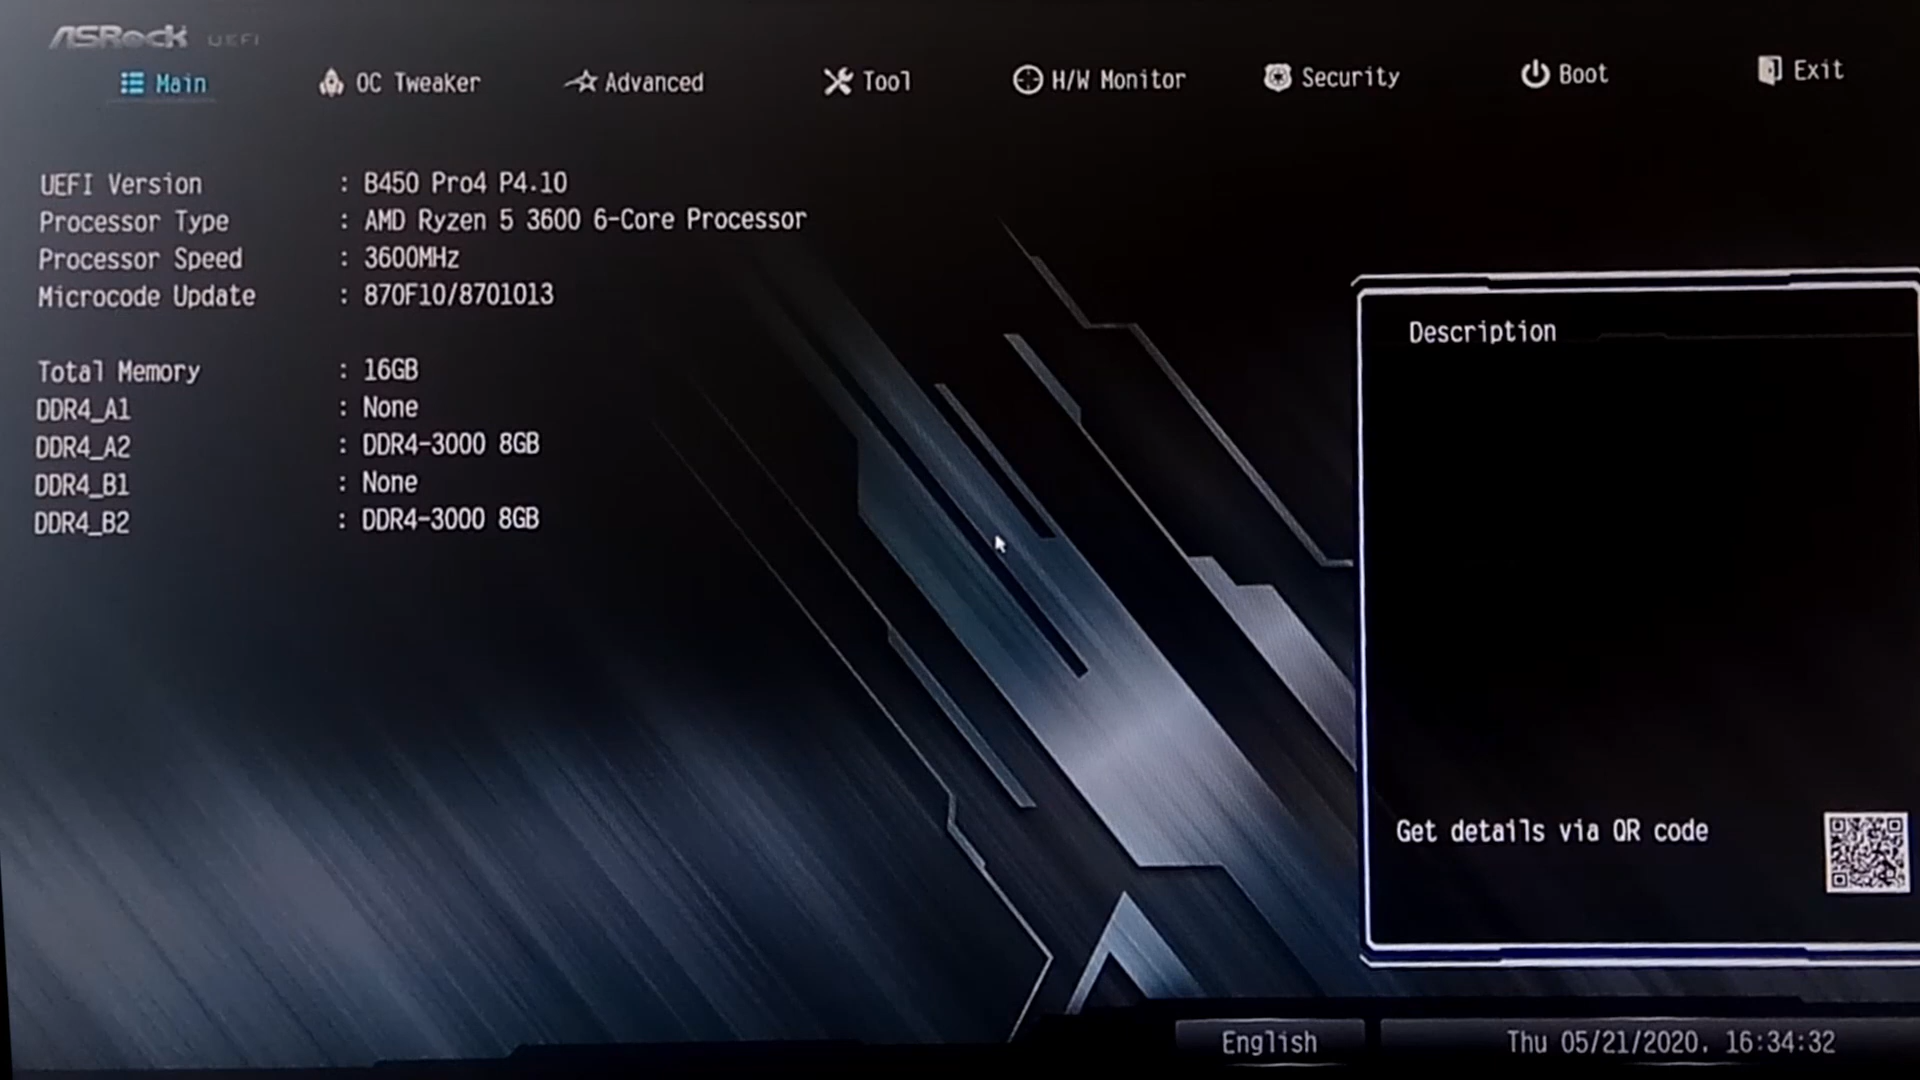 ASRock UEFI
Main OC Tweaker Advanced Tool H/W Monitor Security Boot Exit
UEFI Version : B450 Pro4 P4.10
Processor Type : AMD Ryzen 5 3600 6-Core Processor
Processor Speed : 3600MHz
Microcode Update : 870F10/8701013
Total Memory : 16GB
DDR4_A1 : None
DDR4_A2 : DDR4-3000 8GB
DDR4_B1 : None
DDR4_B2 : DDR4-3000 8GB
Description
Get details via QR code
English
Thu 05/21/2020. 16:34:32